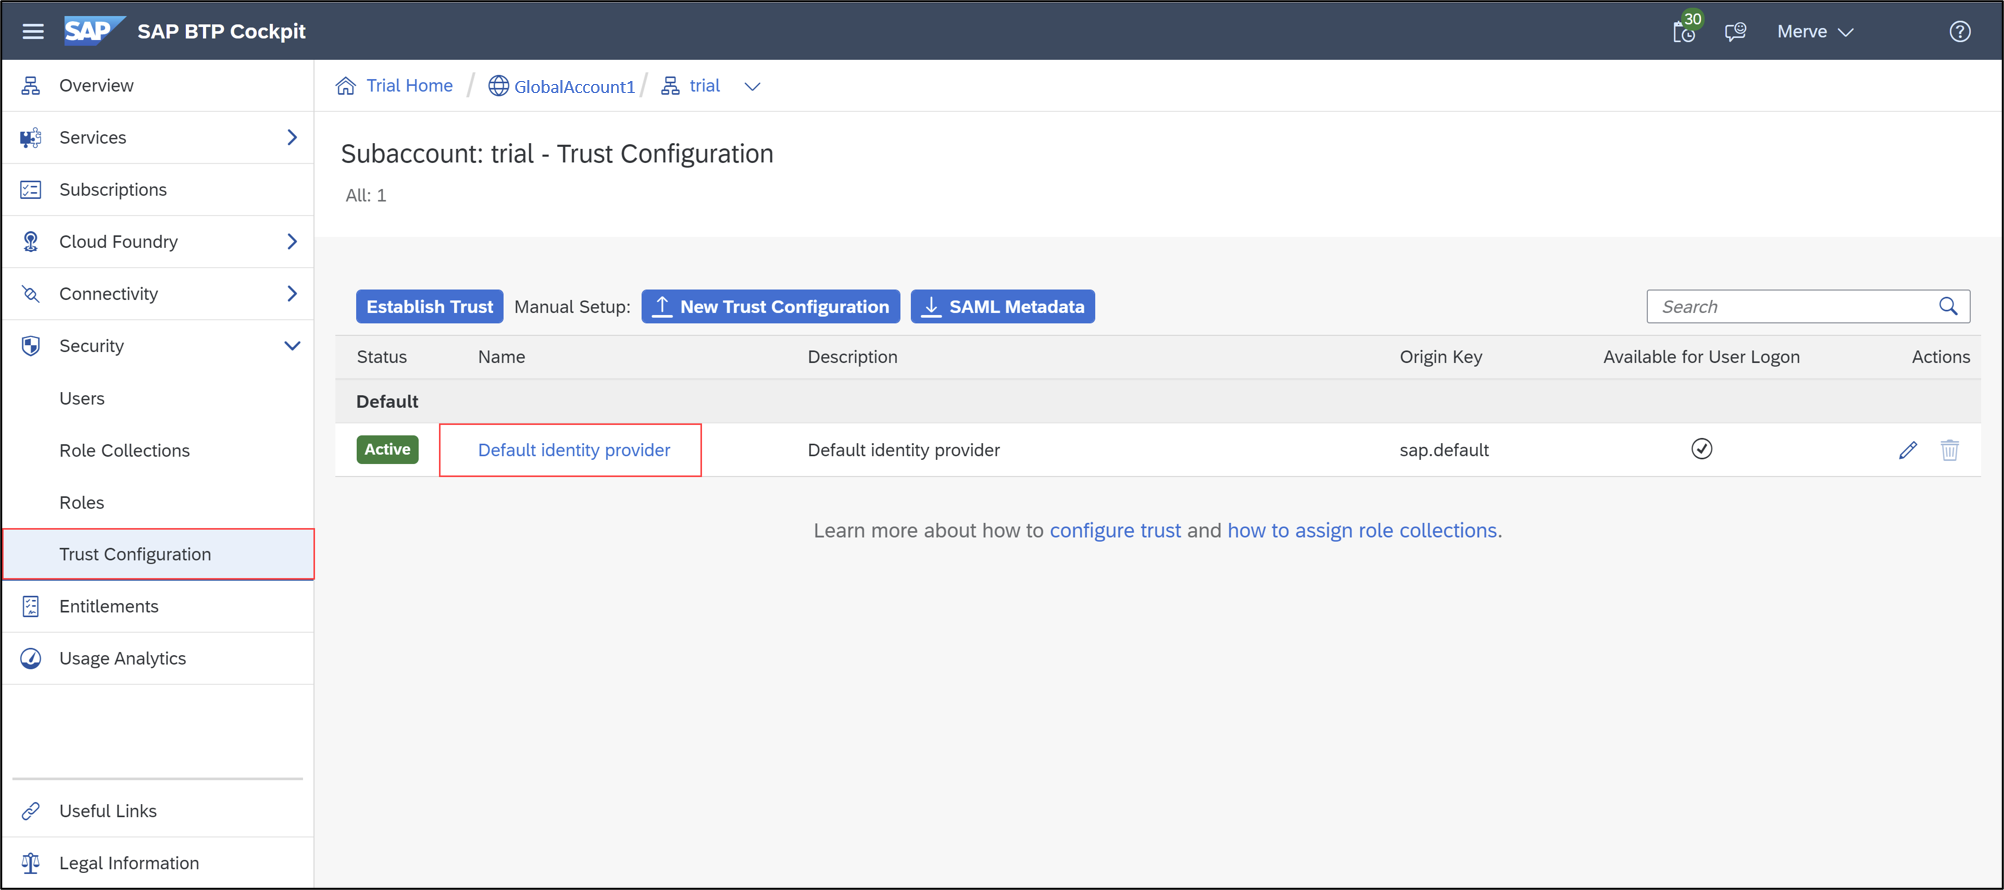 SAP SAP BTP Cockpit
30
Merve
Overview
Services
Subscriptions
Cloud Foundry
Connectivity
Security
Users
Role Collections
Roles
Trust Configuration
Entitlements
Usage Analytics
Useful Links
Legal Information
Trial Home / GlobalAccount1 / trial
Subaccount: trial - Trust Configuration
All: 1
Establish Trust Manual Setup: New Trust Configuration SAML Metadata Search
Status Name Description Origin Key Available for User Logon Actions
Default
Active Default identity provider Default identity provider sap.default
Learn more about how to configure trust and how to assign role collections.